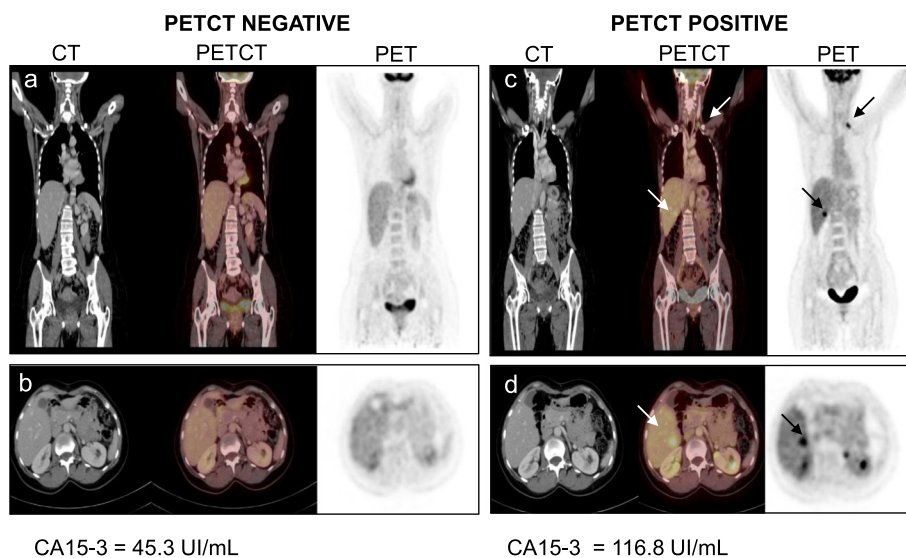 PETCT NEGATIVE
PETCT POSITIVE
CT PETCT PET
CT PETCT PET
a
c
b
d
CA15-3 = 45.3 UI/mL
CA15-3 = 116.8 UI/mL